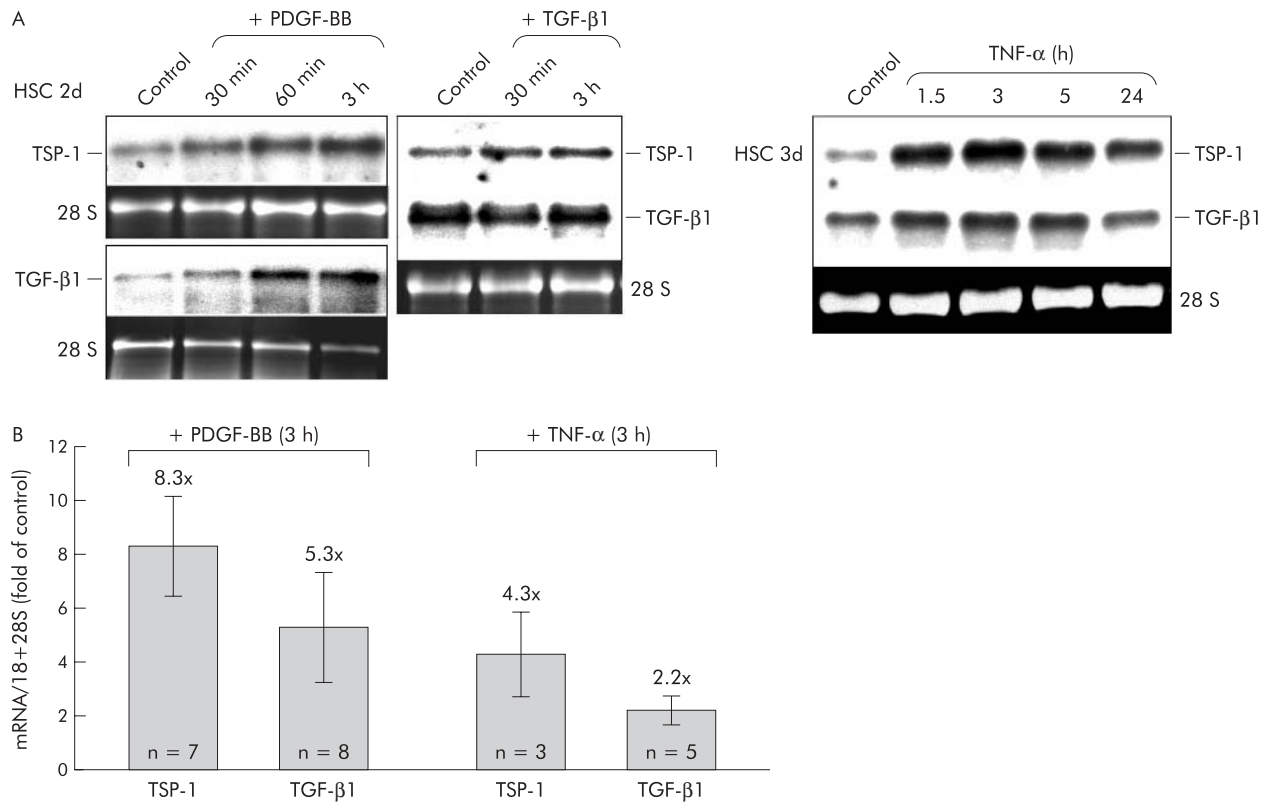 A
+ PDGF-BB
+ TGF-β1
TNF-α (h)
HSC 2d
Control
30 min
60 min
3 h
Control
30 min
3 h
Control
1.5
3
5
24
TSP-1
TSP-1
HSC 3d
TSP-1
28 S
TGF-β1
TGF-β1
TGF-β1
28 S
28 S
28 S
B
+ PDGF-BB (3 h)
+ TNF-α (3 h)
mRNA/18+28S (fold of control)
12
10
8
6
4
2
0
8.3x
5.3x
4.3x
2.2x
n = 7
n = 8
n = 3
n = 5
TSP-1
TGF-β1
TSP-1
TGF-β1